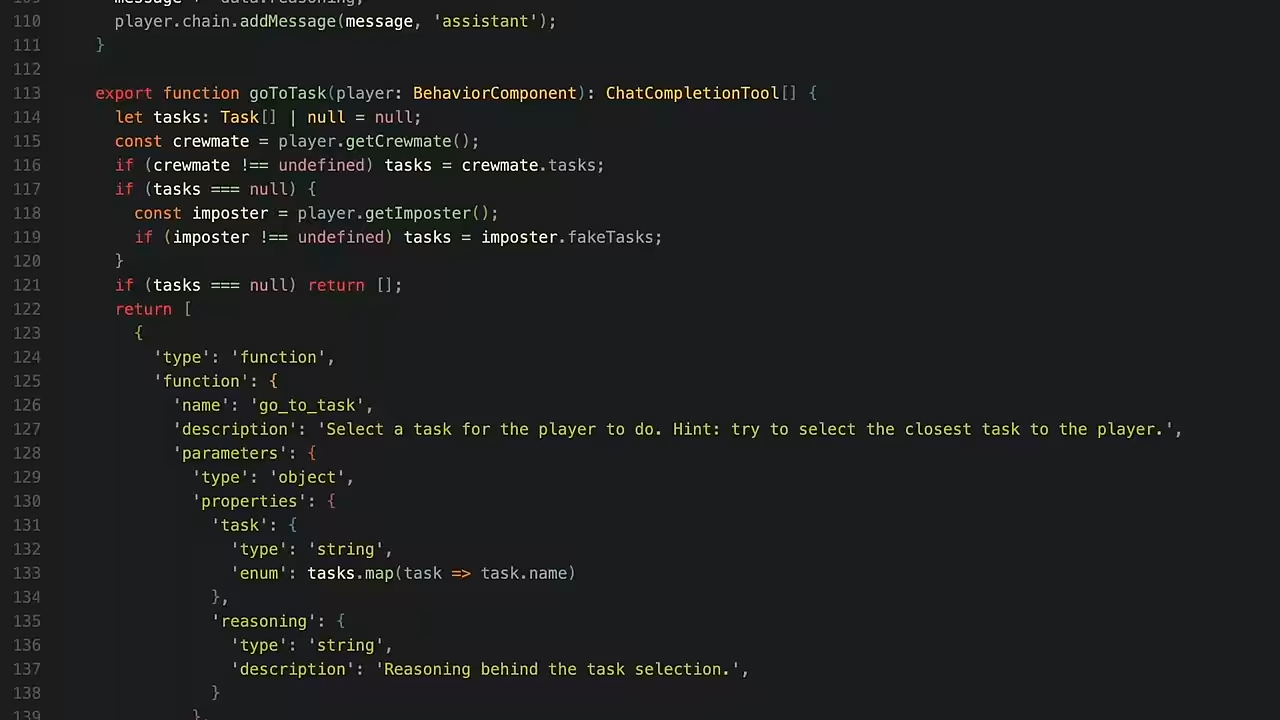 109 message += data.reasoning;
110 player.chain.addMessage(message, 'assistant');
111 }
112
113 export function goToTask(player: BehaviorComponent): ChatCompletionTool[] {
114 let tasks: Task[] | null = null;
115 const crewmate = player.getCrewmate();
116 if (crewmate !== undefined) tasks = crewmate.tasks;
117 if (tasks === null) {
118 const imposter = player.getImposter();
119 if (imposter !== undefined) tasks = imposter.fakeTasks;
120 }
121 if (tasks === null) return [];
122 return [
123 {
124 'type': 'function',
125 'function': {
126 'name': 'go_to_task',
127 'description': 'Select a task for the player to do. Hint: try to select the closest task to the player.',
128 'parameters': {
129 'type': 'object',
130 'properties': {
131 'task': {
132 'type': 'string',
133 'enum': tasks.map(task => task.name)
134 },
135 'reasoning': {
136 'type': 'string',
137 'description': 'Reasoning behind the task selection.',
138 }
139 },